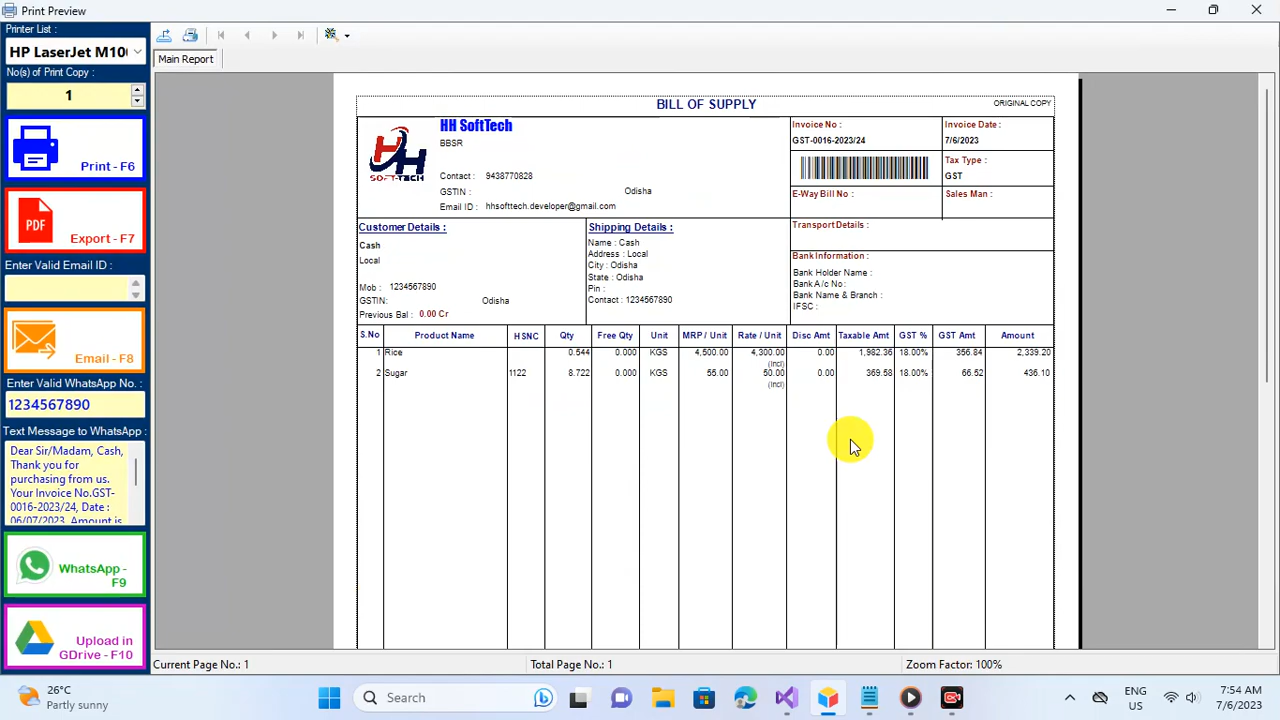 Print Preview
Printer List :
HP LaserJet M10
No(s) of Print Copy :
1
Print - F6
PDF
Export - F7
Enter Valid Email ID :
Email - F8
Enter Valid WhatsApp No. :
1234567890
Text Message to WhatsApp :
Dear Sir/Madam, Cash,
Thank you for
purchasing from us.
Your Invoice No.GST-
0016-2023/24, Date :
06/07/2023, Amount is
WhatsApp -
F9
Upload in
GDrive - F10
Main Report
BILL OF SUPPLY
ORIGINAL COPY
HH
SOFT-TECH
HH SoftTech
BBSR
Contact : 9438770828
GSTIN : Odisha
Email ID : hhsofttech.developer@gmail.com
Invoice No :
GST-0016-2023/24
Invoice Date :
7/6/2023
Tax Type :
GST
E-Way Bill No :
Sales Man :
Customer Details :
Cash
Local
Mob : 1234567890
GSTIN: Odisha
Previous Bal : 0.00 Cr
Shipping Details :
Name : Cash
Address : Local
City : Odisha
State : Odisha
Pin :
Contact : 1234567890
Transport Details :
Bank Information :
Bank Holder Name :
Bank A/c No :
Bank Name & Branch :
IFSC :
S.No Product Name HSNC Qty Free Qty Unit MRP / Unit Rate / Unit Disc Amt Taxable Amt GST % GST Amt Amount
1 Rice 0.544 0.000 KGS 4,500.00 4,300.00 0.00 1,982.36 18.00% 356.84 2,339.20
(Incl)
2 Sugar 1122 8.722 0.000 KGS 55.00 50.00 0.00 369.58 18.00% 66.52 436.10
(Incl)
Current Page No.: 1 Total Page No.: 1 Zoom Factor: 100%
26°C
Partly sunny
Search
ENG
US
7:54 AM
7/6/2023